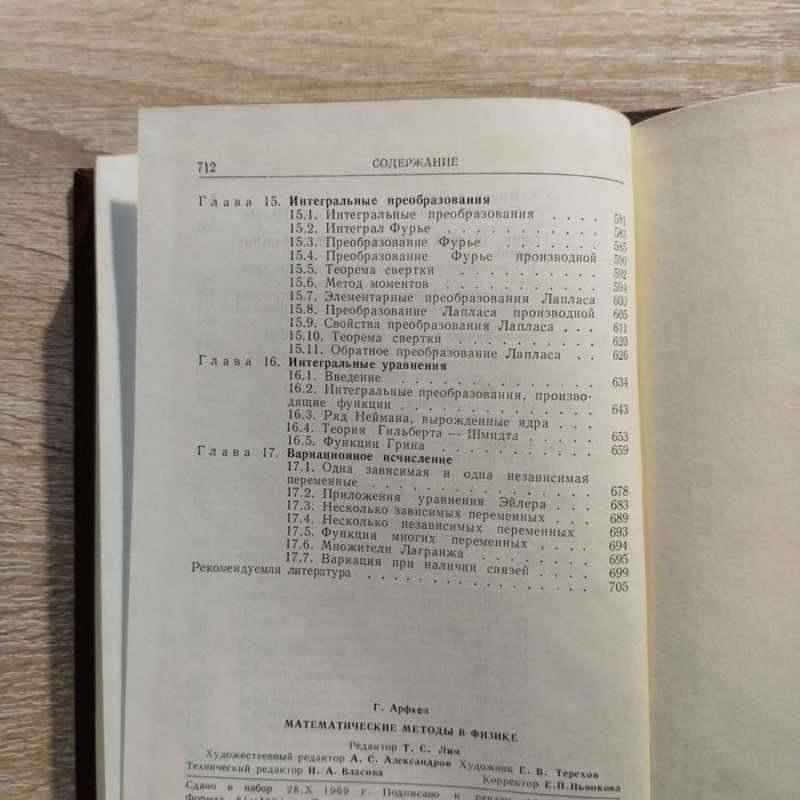 712 СОДЕРЖАНИЕ
Глава 15. Интегральные преобразования
15.1. Интегральные преобразования . . . . 581
15.2. Интеграл Фурье . . . . . . . . . . . 583
15.3. Преобразование Фурье . . . . . . . 585
15.4. Преобразование Фурье производной 590
15.5. Теорема свертки . . . . . . . . . . 592
15.6. Метод моментов . . . . . . . . . . . 594
15.7. Элементарные преобразования Лапласа 603
15.8. Преобразование Лапласа производной 605
15.9. Свойства преобразования Лапласа . . . 611
15.10. Теорема свертки . . . . . . . . . . 620
15.11. Обратное преобразование Лапласа . . 626
Глава 16. Интегральные уравнения
16.1. Введение . . . . . . . . . . . . . . 634
16.2. Интегральные преобразования, произво-
дящие функции . . . . . . . . . . . . . 643
16.3. Ряд Неймана, вырожденные ядра . . .
16.4. Теория Гильберта — Шмидта . . . . . 653
16.5. Функции Грина . . . . . . . . . . . 659
Глава 17. Вариационное исчисление
17.1. Одна зависимая и одна независимая
переменные . . . . . . . . . . . . . . 678
17.2. Приложения уравнения Эйлера . . . 683
17.3. Несколько зависимых переменных . . . 689
17.4. Несколько независимых переменных 693
17.5. Функции многих переменных . . . . 694
17.6. Множители Лагранжа . . . . . . . . 695
17.7. Вариация при наличии связей . . . . 699
Рекомендуемая литература . . . . . . . . . . . . . . 705
Г. Арфкен
МАТЕМАТИЧЕСКИЕ МЕТОДЫ В ФИЗИКЕ
Редактор Т. С. Лим
Художественный редактор А. С. Александров Художник Е. В. Терехов
Технический редактор Н. А. Власова Корректор Е.П.Пьянкова
Сдано в набор 28.X 1969 г. Подписано к
Формат